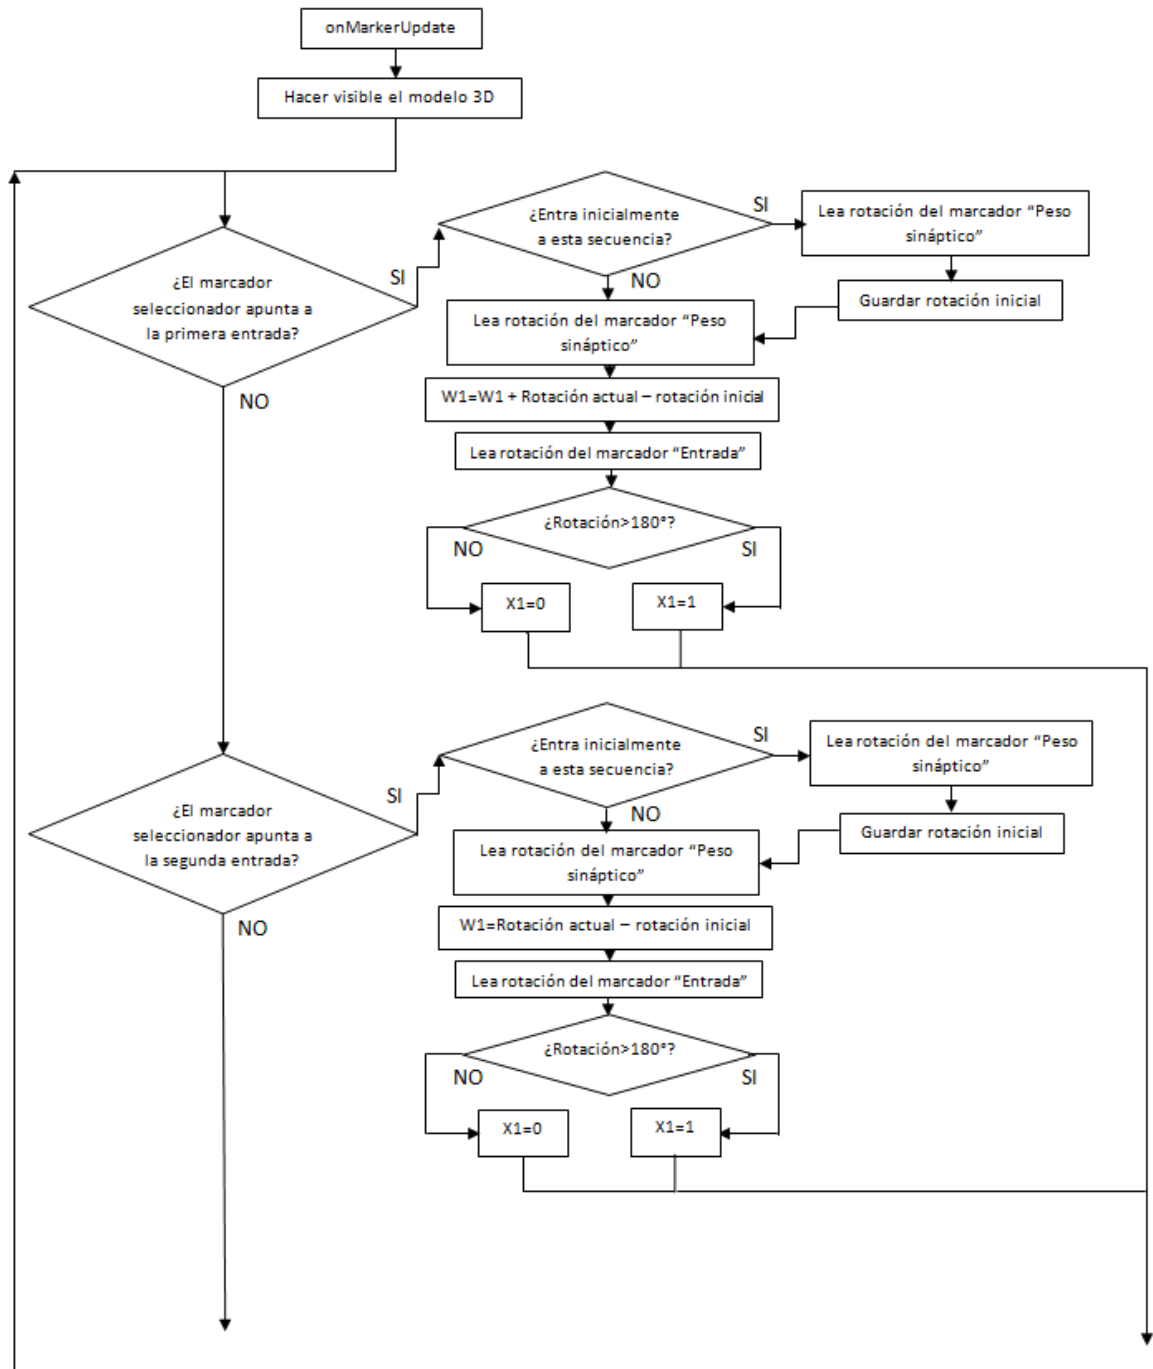 onMarkerUpdate
Hacer visible el modelo 3D
¿El marcador
seleccionador apunta a
la primera entrada?
SI
NO
¿Entra inicialmente
a esta secuencia?
SI
NO
Lea rotación del marcador “Peso
sináptico”
Guardar rotación inicial
Lea rotación del marcador “Peso
sináptico”
W1=W1 + Rotación actual – rotación inicial
Lea rotación del marcador “Entrada”
¿Rotación>180°?
NO
SI
X1=0
X1=1
¿El marcador
seleccionador apunta a
la segunda entrada?
SI
NO
¿Entra inicialmente
a esta secuencia?
SI
NO
Lea rotación del marcador “Peso
sináptico”
Guardar rotación inicial
Lea rotación del marcador “Peso
sináptico”
W1=Rotación actual – rotación inicial
Lea rotación del marcador “Entrada”
¿Rotación>180°?
NO
SI
X1=0
X1=1